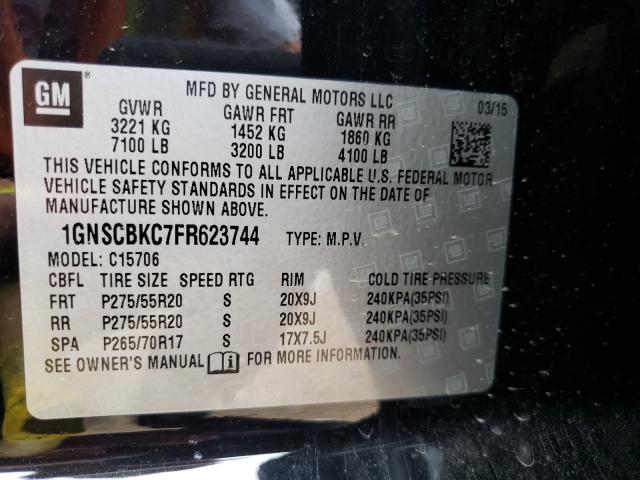 GM ®
MFD BY GENERAL MOTORS LLC
03/15
GVWR GAWR FRT GAWR RR
3221 KG 1452 KG 1860 KG
7100 LB 3200 LB 4100 LB
THIS VEHICLE CONFORMS TO ALL APPLICABLE U.S. FEDERAL MOTOR
VEHICLE SAFETY STANDARDS IN EFFECT ON THE DATE OF
MANUFACTURE SHOWN ABOVE.
1GNSCBKC7FR623744 TYPE: M.P.V.
MODEL: C15706
CBFL TIRE SIZE SPEED RTG RIM COLD TIRE PRESSURE
FRT P275/55R20 S 20X9J 240KPA(35PSI)
RR P275/55R20 S 20X9J 240KPA(35PSI)
SPA P265/70R17 S 17X7.5J 240KPA(35PSI)
SEE OWNER'S MANUAL FOR MORE INFORMATION.